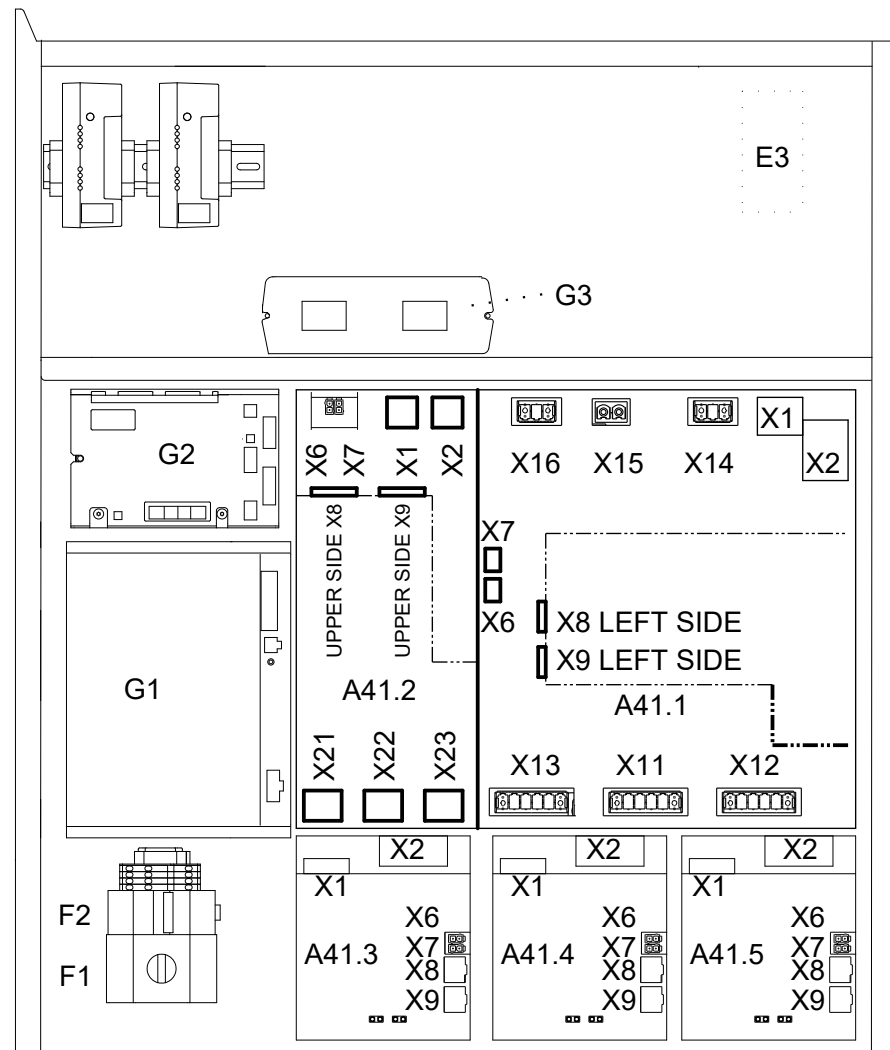 E3
G3
G2
X6
X7
X1
X2
X16
X15
X14
X1
X2
UPPER SIDE X8
UPPER SIDE X9
X7
X6
X8 LEFT SIDE
X9 LEFT SIDE
G1
A41.2
A41.1
X21
X22
X23
X13
X11
X12
F2
F1
X2
X1
X6
X7
A41.3
X8
X9
X2
X1
X6
X7
A41.4
X8
X9
X2
X1
X6
X7
A41.5
X8
X9